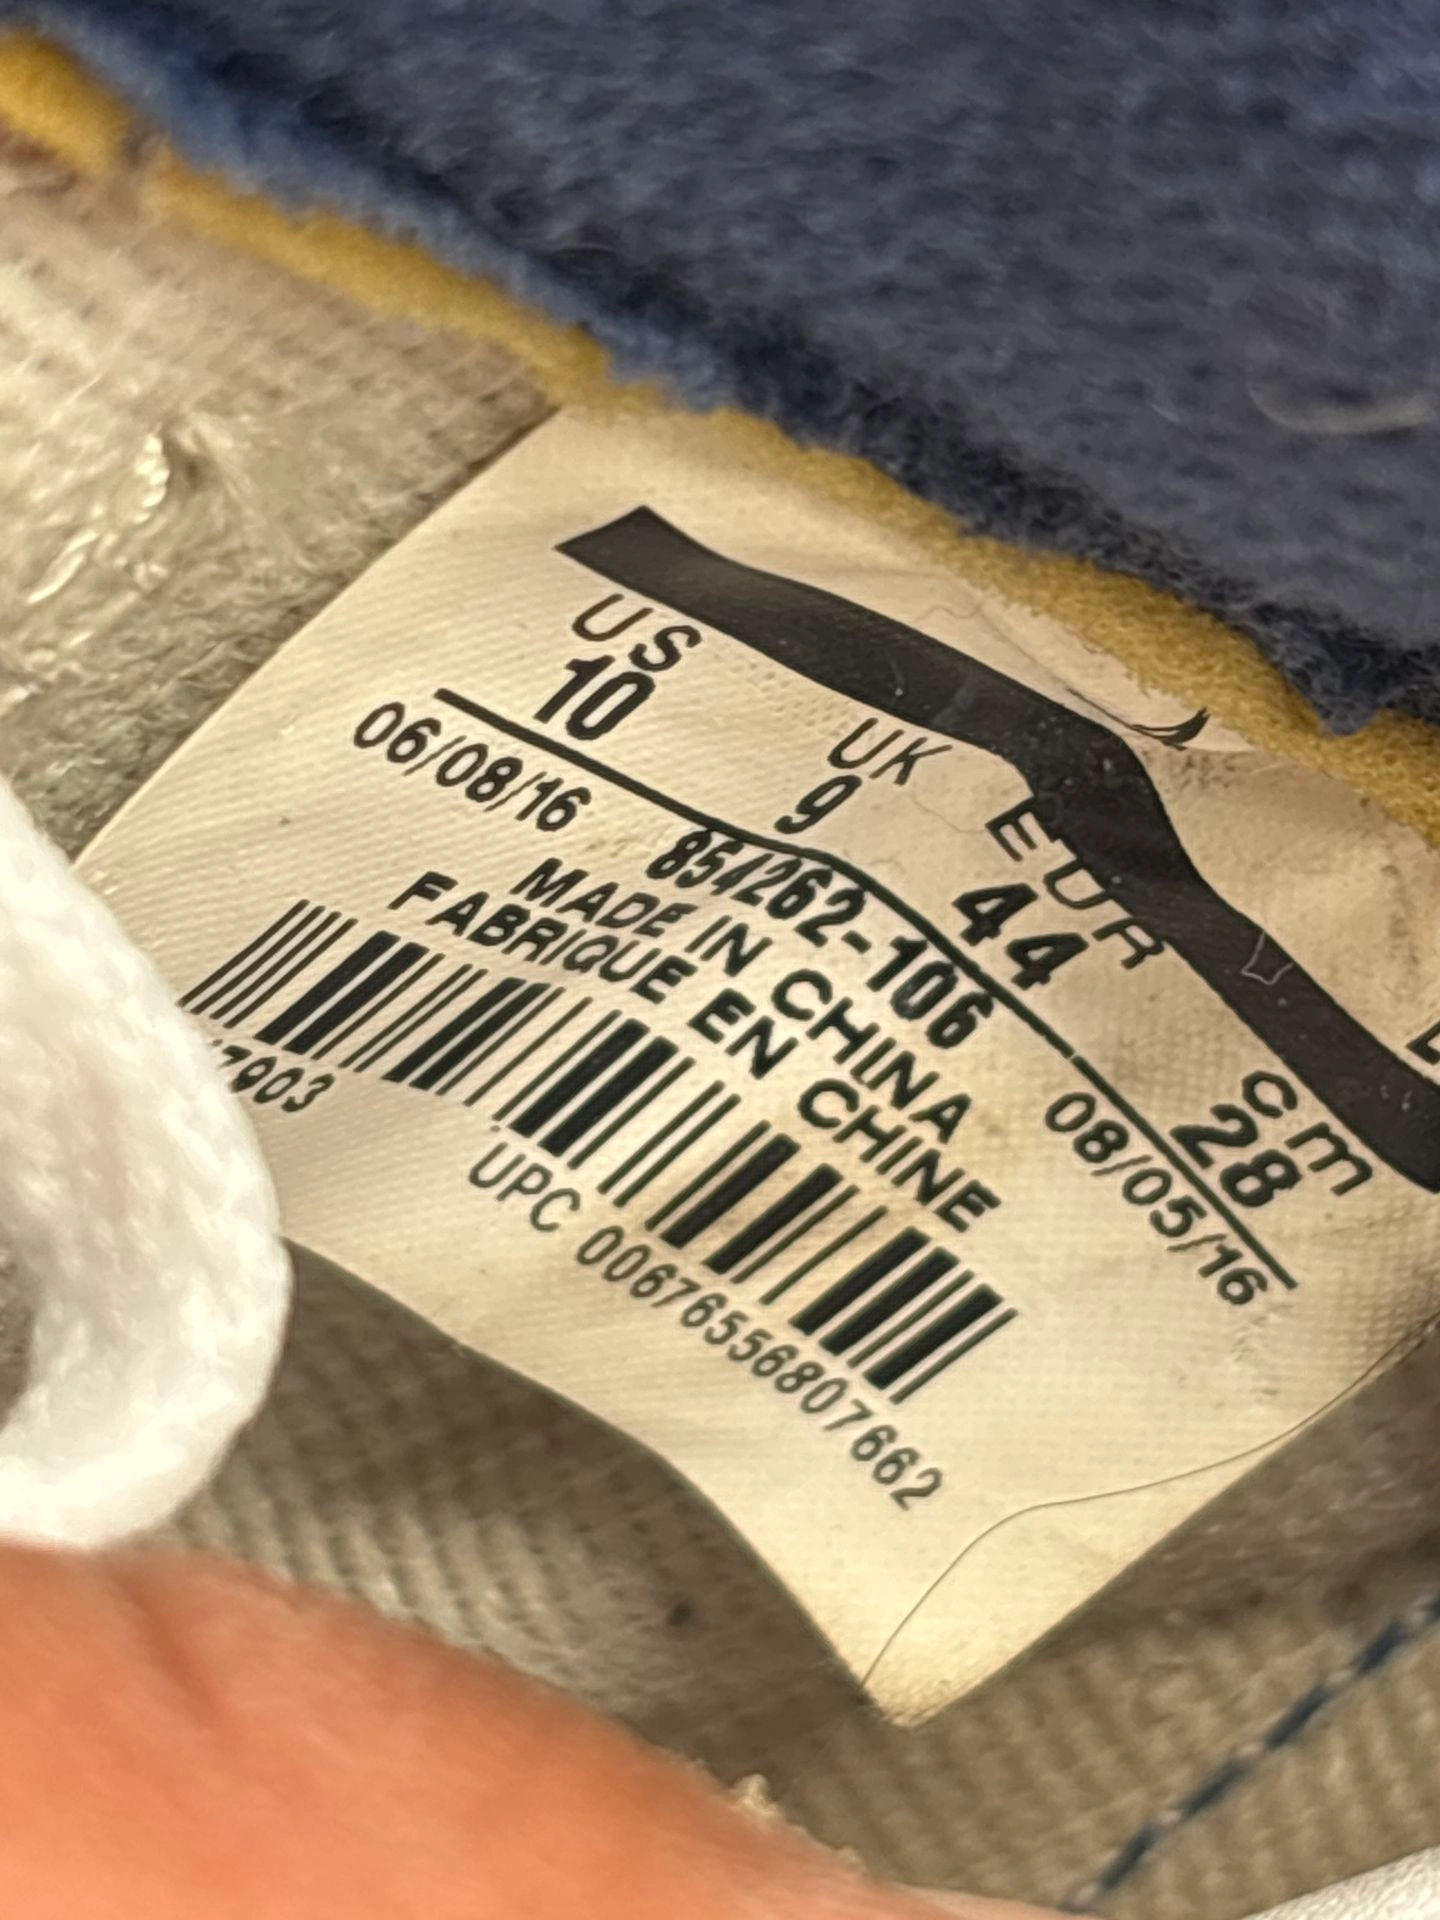 US UK EUR cm
10 9 44 28
06/08/16 854262-106 08/05/16
MADE IN CHINA
FABRIQUE EN CHINE
7903
UPC 00676556807662